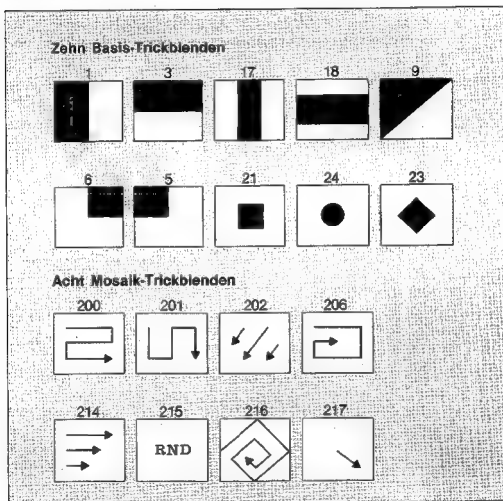 Zehn Basis-Trickblenden
1 3 17 18 9
6 5 21 24 23
Acht Mosaik-Trickblenden
200 201 202 206
214 215 216 217
RND